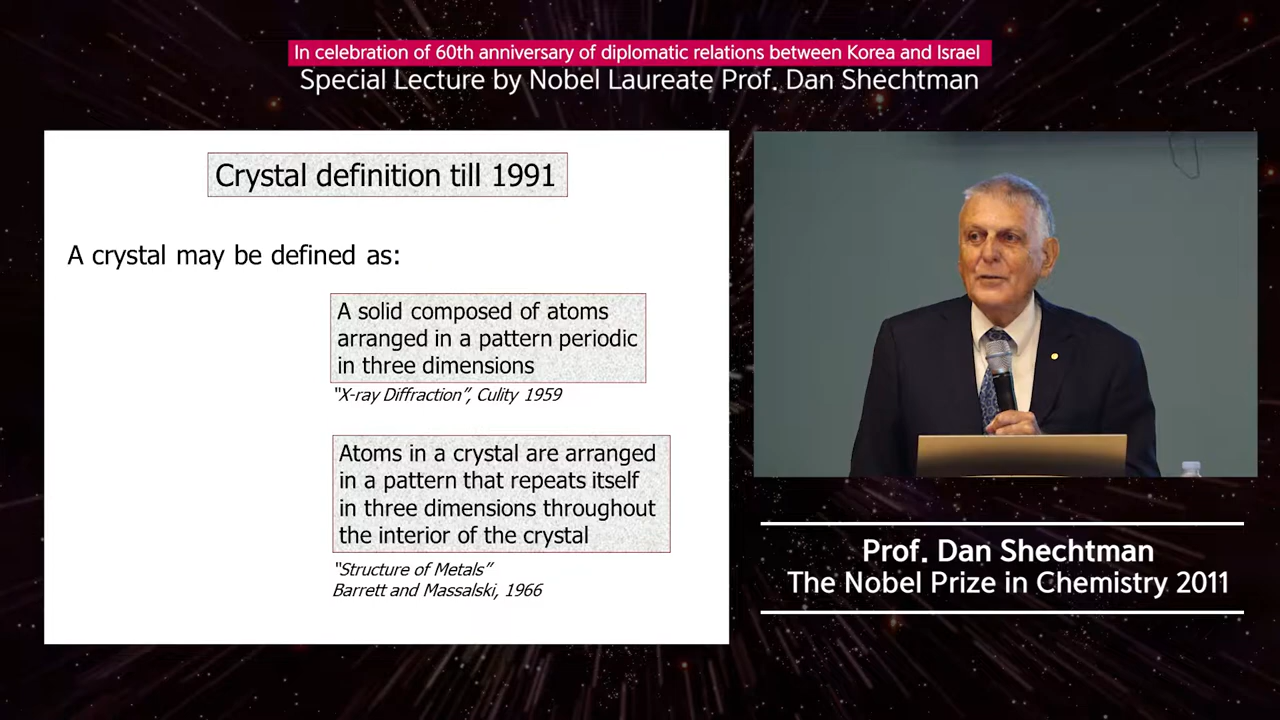 In celebration of 60th anniversary of diplomatic relations between Korea and Israel
Special Lecture by Nobel Laureate Prof. Dan Shechtman
Crystal definition till 1991
A crystal may be defined as:
A solid composed of atoms
arranged in a pattern periodic
in three dimensions
"X-ray Diffraction", Culity 1959
Atoms in a crystal are arranged
in a pattern that repeats itself
in three dimensions throughout
the interior of the crystal
"Structure of Metals"
Barrett and Massalski, 1966
Prof. Dan Shechtman
The Nobel Prize in Chemistry 2011